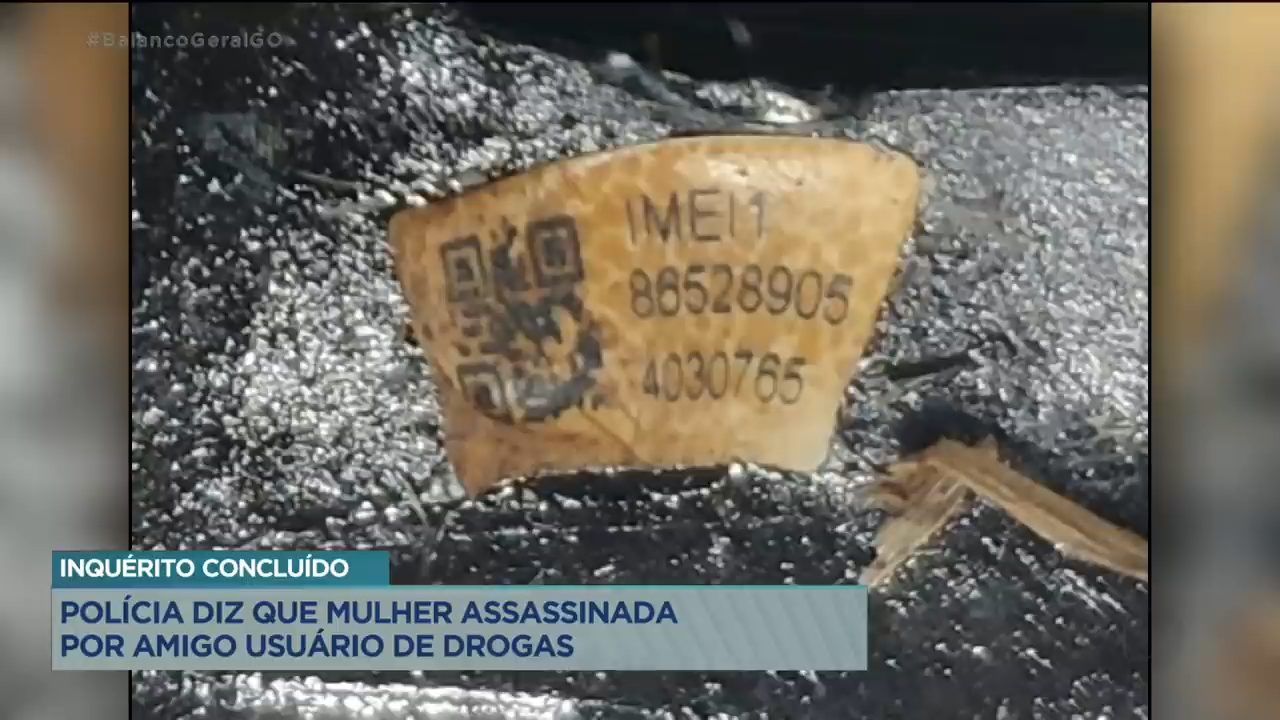 #BalancoGeralGO
IMEI1
86528905
4030765
INQUÉRITO CONCLUÍDO
POLÍCIA DIZ QUE MULHER ASSASSINADA
POR AMIGO USUÁRIO DE DROGAS